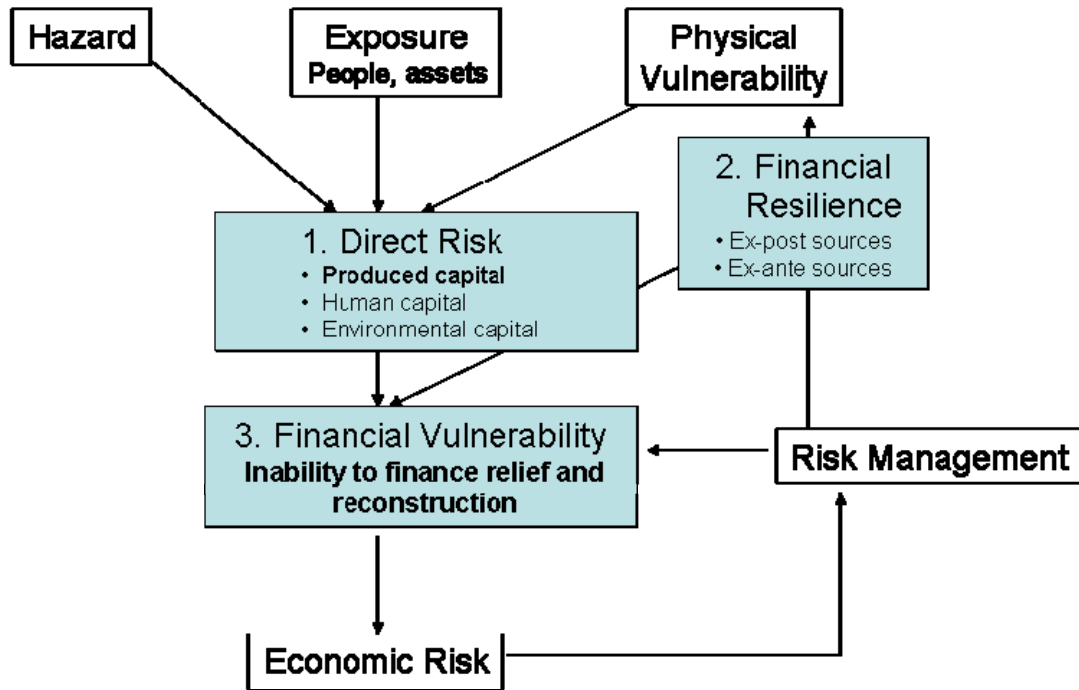 Hazard
Exposure
People, assets
Physical
Vulnerability
2. Financial
Resilience
• Ex-post sources
• Ex-ante sources
1. Direct Risk
• Produced capital
• Human capital
• Environmental capital
3. Financial Vulnerability
Inability to finance relief and
reconstruction
Risk Management
Economic Risk